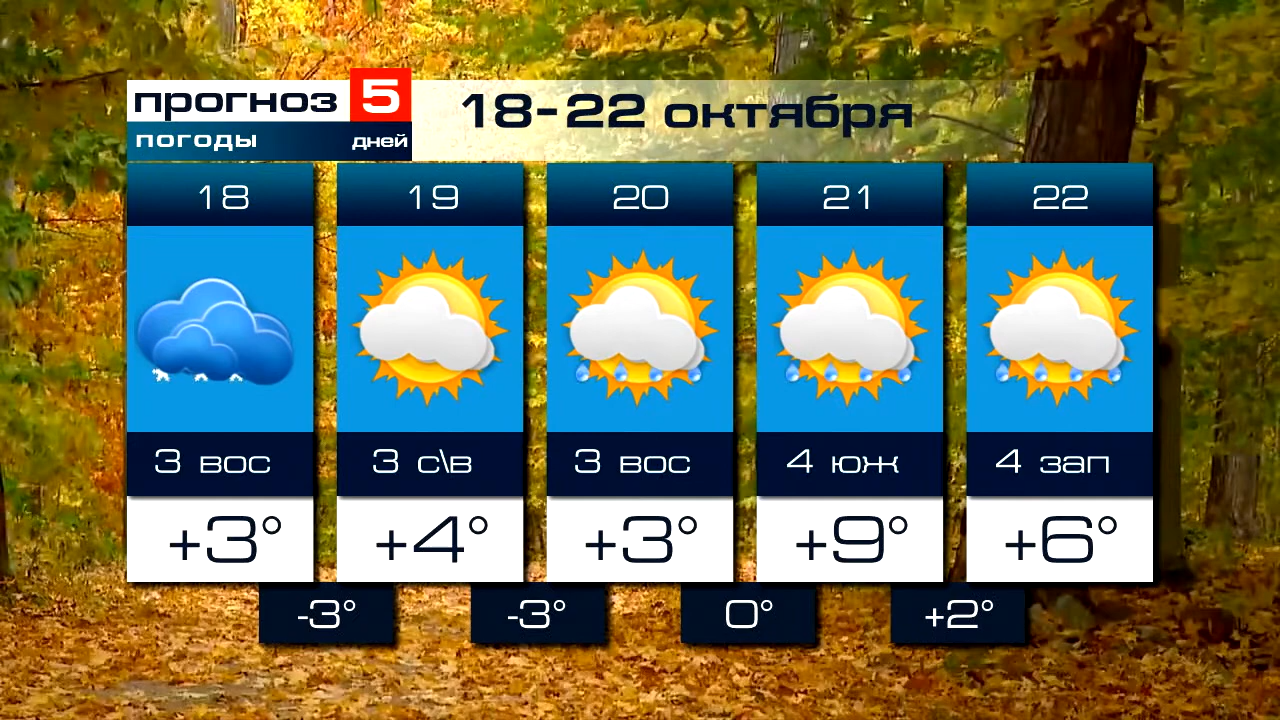 прогноз 5
погоды дней
18-22 октября
18 19 20 21 22
3 вос 3 с\в 3 вос 4 юж 4 зап
+3° +4° +3° +9° +6°
-3° -3° 0° +2°